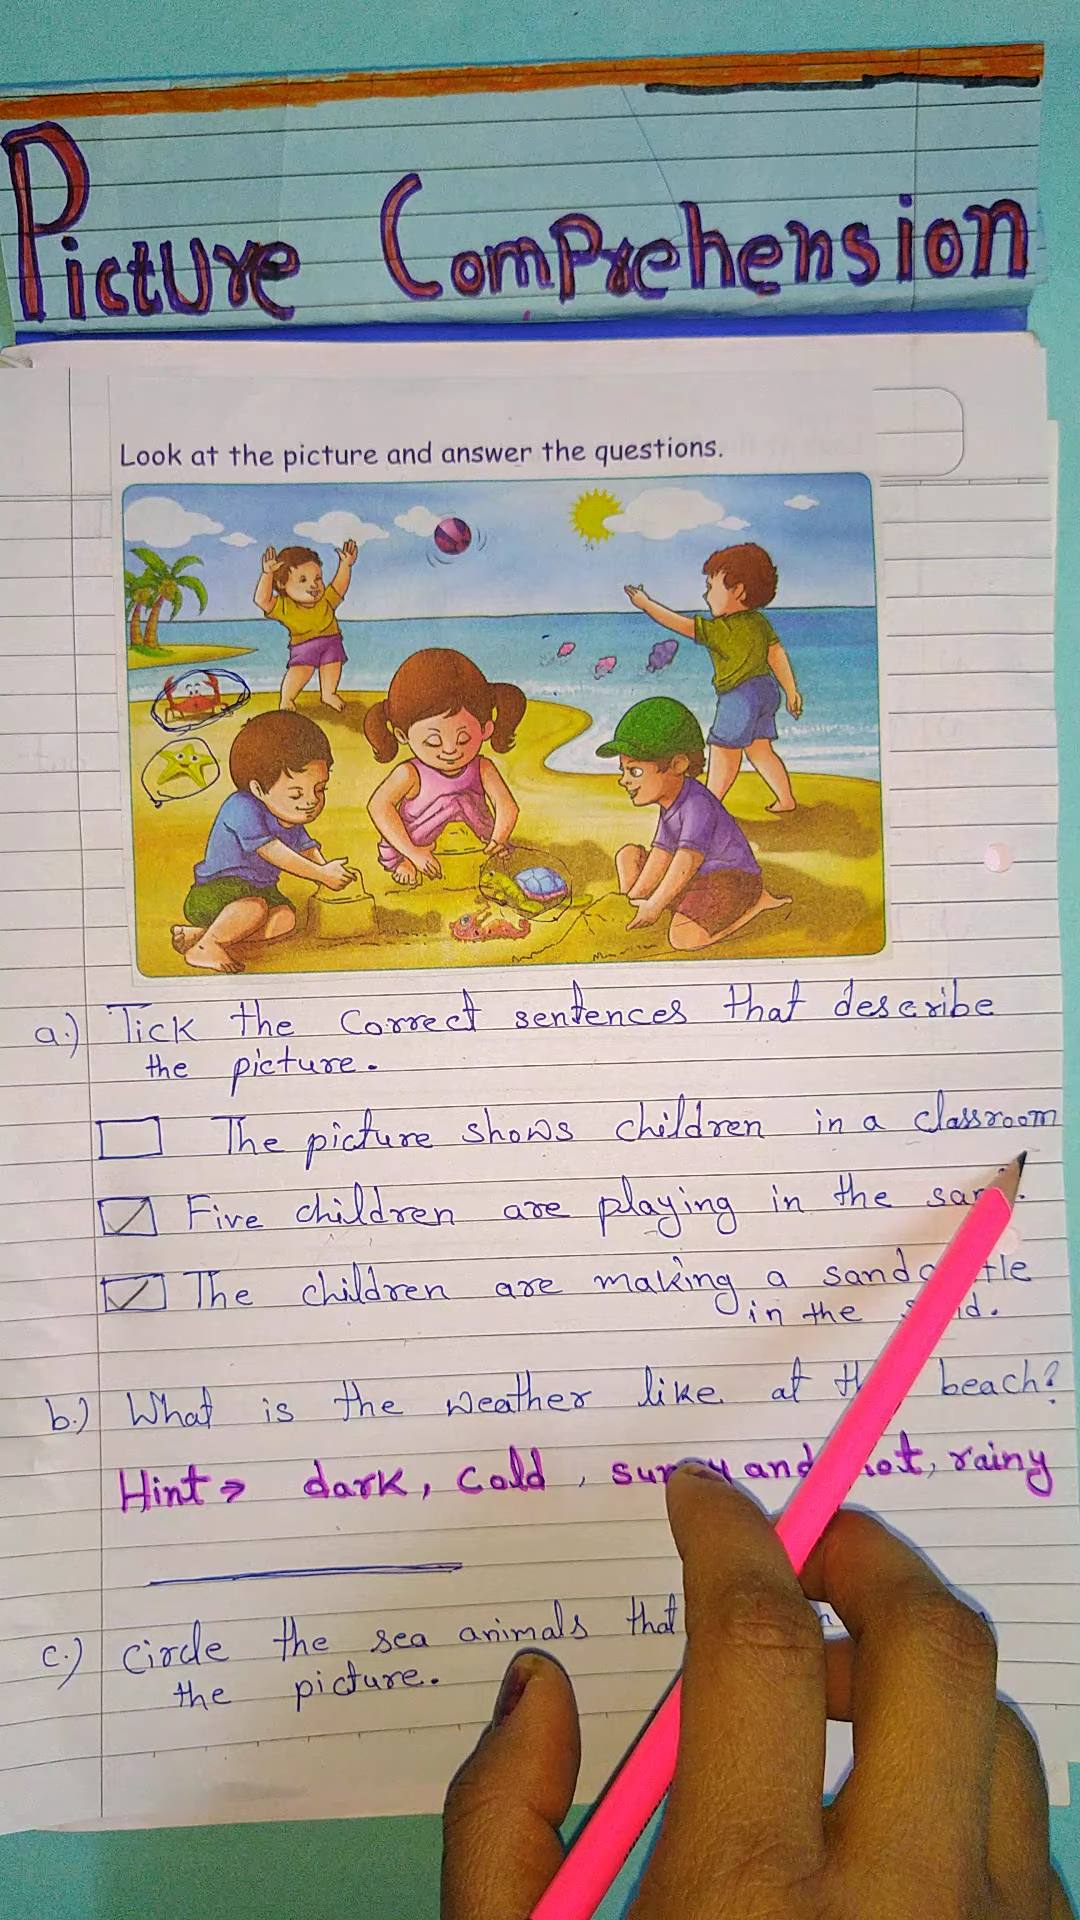 Picture Comprehension
Look at the picture and answer the questions.
a.) Tick the correct sentences that describe
the picture.
The picture shows children in a classroom
Five children are playing in the
The children are making a
in the
b.) What is the weather like at beach?
Hint → dark, cold, and rainy
c.) circle the sea animals that
the picture.